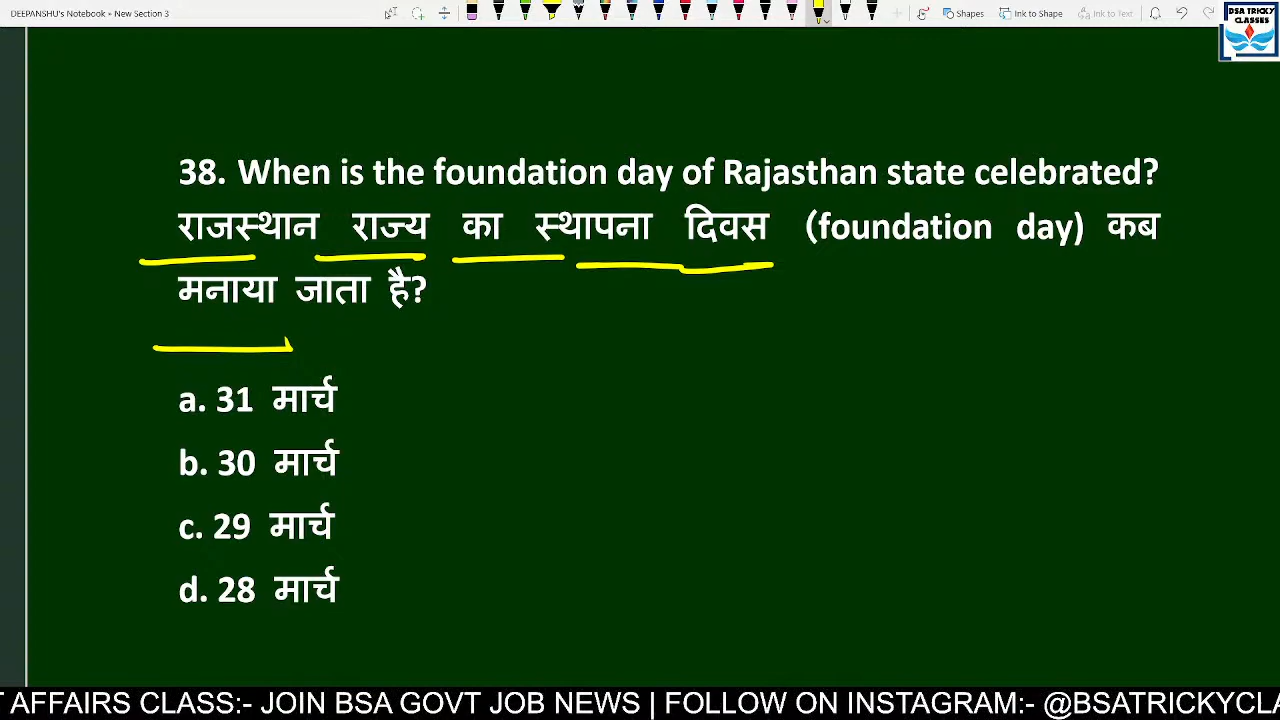 DEEPANSHU's Notebook » New Section 3
Shapes Ink to Shape Ink to Text
BSA TRICKY
CLASSES
38. When is the foundation day of Rajasthan state celebrated?
राजस्थान राज्य का स्थापना दिवस (foundation day) कब
मनाया जाता है?
a. 31 मार्च
b. 30 मार्च
c. 29 मार्च
d. 28 मार्च
T AFFAIRS CLASS:- JOIN BSA GOVT JOB NEWS | FOLLOW ON INSTAGRAM:- @BSATRICKYCLA